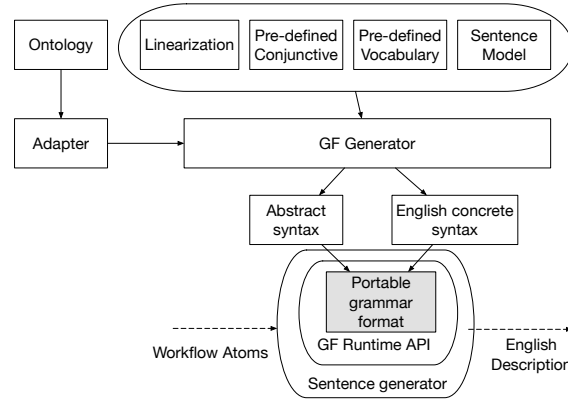 Ontology
Linearization
Pre-defined
Conjunctive
Pre-defined
Vocabulary
Sentence
Model
Adapter
GF Generator
Abstract
syntax
English concrete
syntax
Portable
grammar
format
GF Runtime API
Sentence generator
Workflow Atoms
English
Description